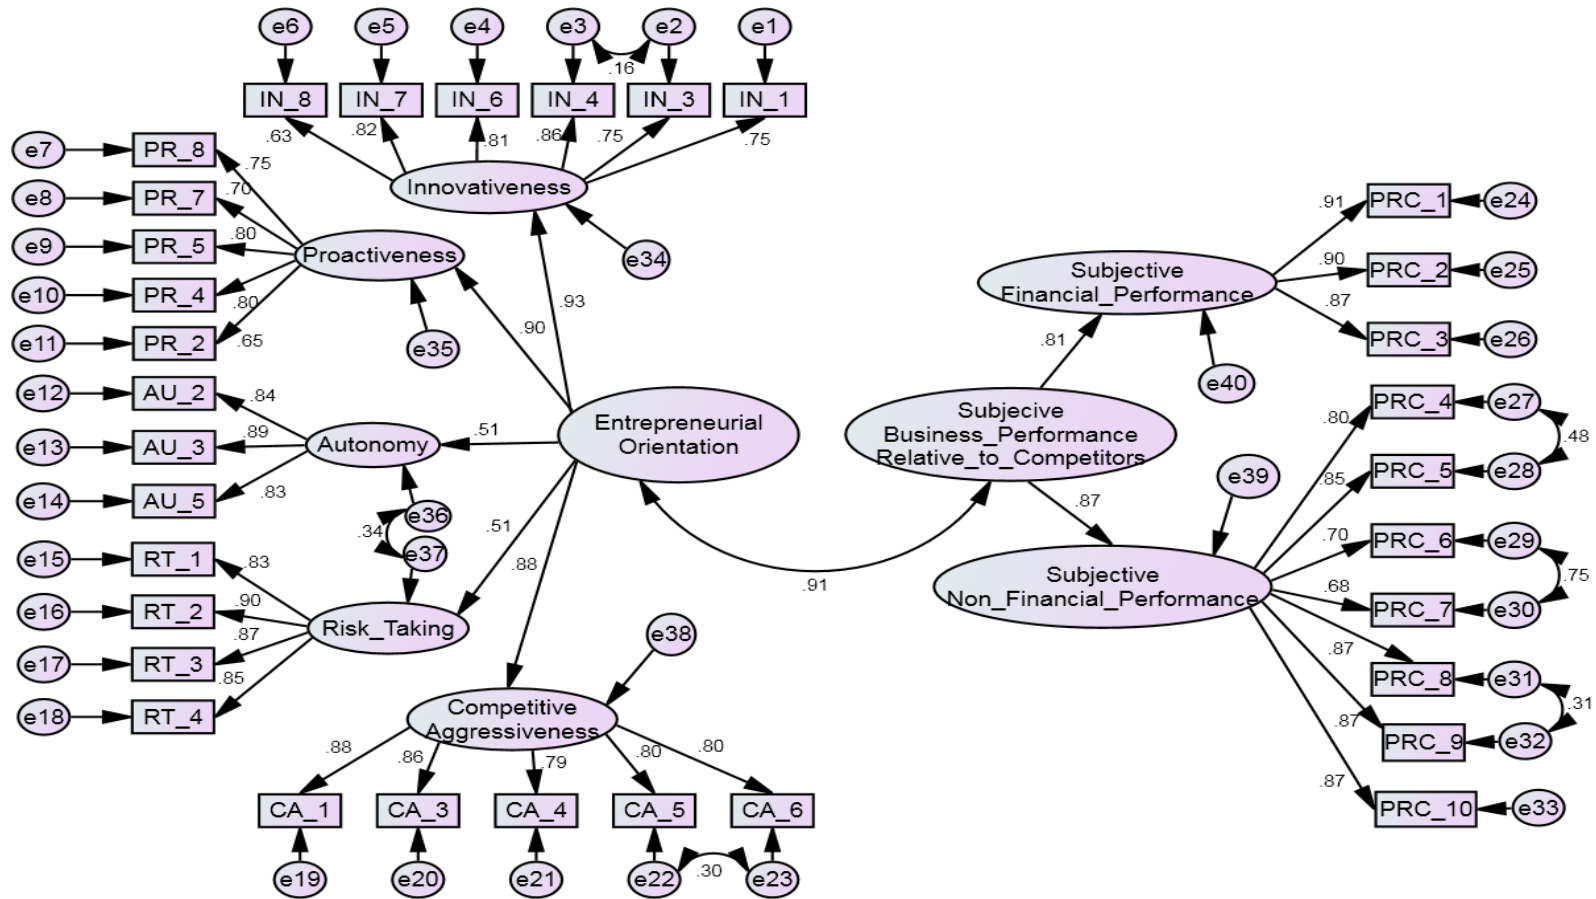 e6 e5 e4 e3 e2 e1
.16
IN_8 IN_7 IN_6 IN_4 IN_3 IN_1
.63 .82 .81 .86 .75 .75
Innovativeness
e34
e7 PR_8 .75
e8 PR_7 .70
e9 PR_5 .80
e10 PR_4 .80
e11 PR_2 .65
Proactiveness
e35
.93
.90
e12 AU_2 .84
e13 AU_3 .89
e14 AU_5 .83
Autonomy
.51
e36
.34
e37
Entrepreneurial
Orientation
.51
.88
e15 RT_1 .83
e16 RT_2 .90
e17 RT_3 .87
e18 RT_4 .85
Risk_Taking
e38
Competitive
Aggressiveness
.88 .86 .79 .80 .80
CA_1 CA_3 CA_4 CA_5 CA_6
e19 e20 e21 e22 .30 e23
.91
Subjecive
Business_Performance
Relative_to_Competitors
.81
.87
Subjective
Financial_Performance
e40
.91 PRC_1 e24
.90 PRC_2 e25
.87 PRC_3 e26
e39
Subjective
Non_Financial_Performance
.80 PRC_4 e27
.48
.85 PRC_5 e28
.70 PRC_6 e29
.75
.68 PRC_7 e30
.87 PRC_8 e31
.31
.87 PRC_9 e32
.87 PRC_10 e33